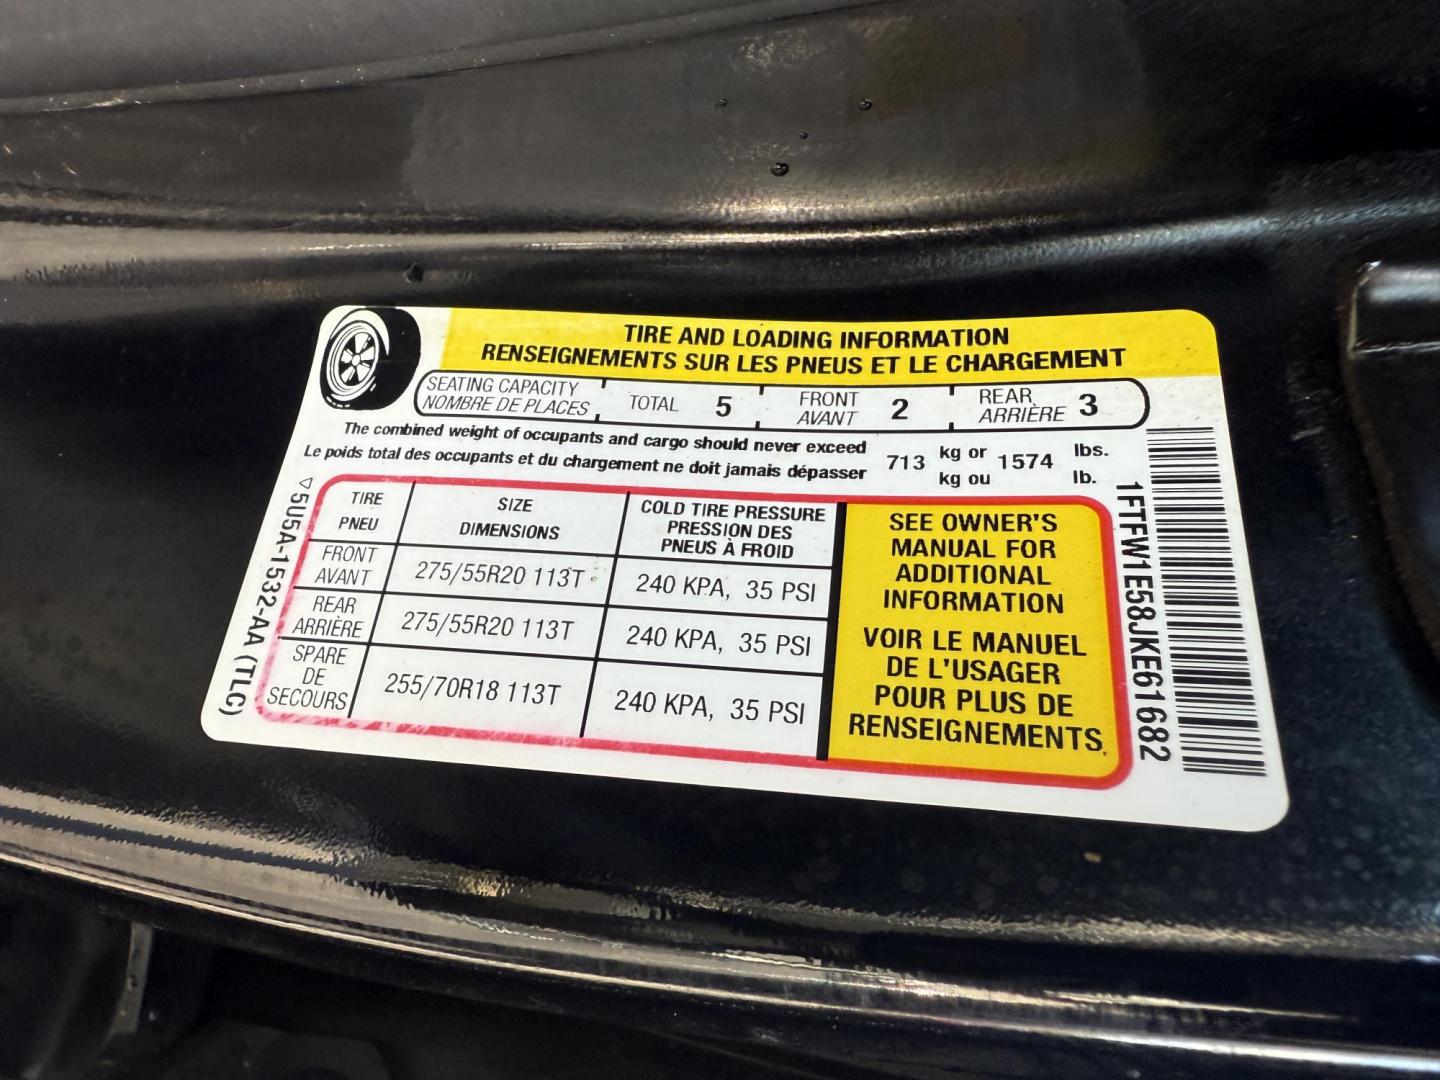 TIRE AND LOADING INFORMATION
RENSEIGNEMENTS SUR LES PNEUS ET LE CHARGEMENT
SEATING CAPACITY
NOMBRE DE PLACES
TOTAL 5
FRONT
AVANT 2
REAR
ARRIÈRE 3
The combined weight of occupants and cargo should never exceed
Le poids total des occupants et du chargement ne doit jamais dépasser
713 kg or 1574 lbs.
kg ou lb.
TIRE
PNEU
SIZE
DIMENSIONS
COLD TIRE PRESSURE
PRESSION DES
PNEUS À FROID
FRONT
AVANT
275/55R20 113T
240 KPA, 35 PSI
REAR
ARRIÈRE
275/55R20 113T
240 KPA, 35 PSI
SPARE
DE
SECOURS
255/70R18 113T
240 KPA, 35 PSI
SEE OWNER'S
MANUAL FOR
ADDITIONAL
INFORMATION
VOIR LE MANUEL
DE L'USAGER
POUR PLUS DE
RENSEIGNEMENTS
5U5A-1532-AA (TLC)
1FTFW1E58JKE61682